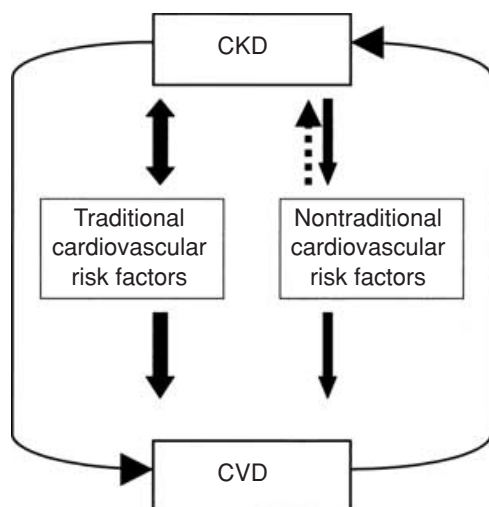 CKD
Traditional
cardiovascular
risk factors
Nontraditional
cardiovascular
risk factors
CVD